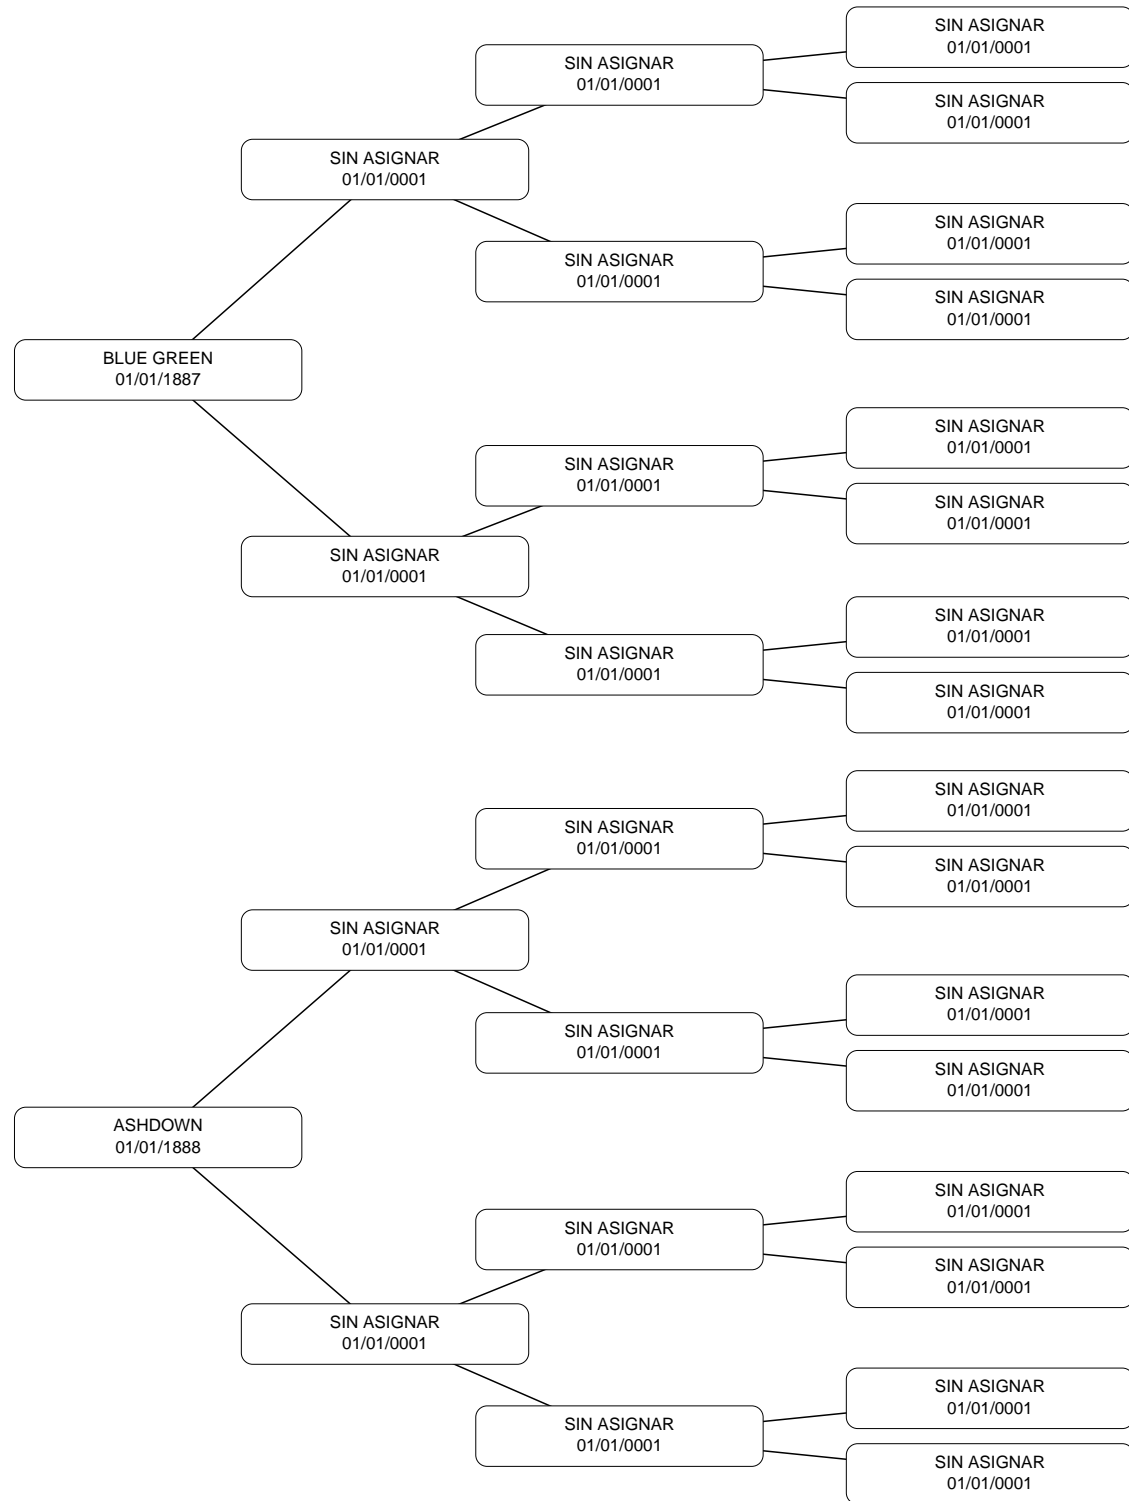 SIN ASIGNAR
01/01/0001
SIN ASIGNAR
01/01/0001
SIN ASIGNAR
01/01/0001
SIN ASIGNAR
01/01/0001
SIN ASIGNAR
01/01/0001
SIN ASIGNAR
01/01/0001
SIN ASIGNAR
01/01/0001
BLUE GREEN
01/01/1887
SIN ASIGNAR
01/01/0001
SIN ASIGNAR
01/01/0001
SIN ASIGNAR
01/01/0001
SIN ASIGNAR
01/01/0001
SIN ASIGNAR
01/01/0001
SIN ASIGNAR
01/01/0001
SIN ASIGNAR
01/01/0001
SIN ASIGNAR
01/01/0001
SIN ASIGNAR
01/01/0001
SIN ASIGNAR
01/01/0001
SIN ASIGNAR
01/01/0001
SIN ASIGNAR
01/01/0001
SIN ASIGNAR
01/01/0001
SIN ASIGNAR
01/01/0001
ASHDOWN
01/01/1888
SIN ASIGNAR
01/01/0001
SIN ASIGNAR
01/01/0001
SIN ASIGNAR
01/01/0001
SIN ASIGNAR
01/01/0001
SIN ASIGNAR
01/01/0001
SIN ASIGNAR
01/01/0001
SIN ASIGNAR
01/01/0001